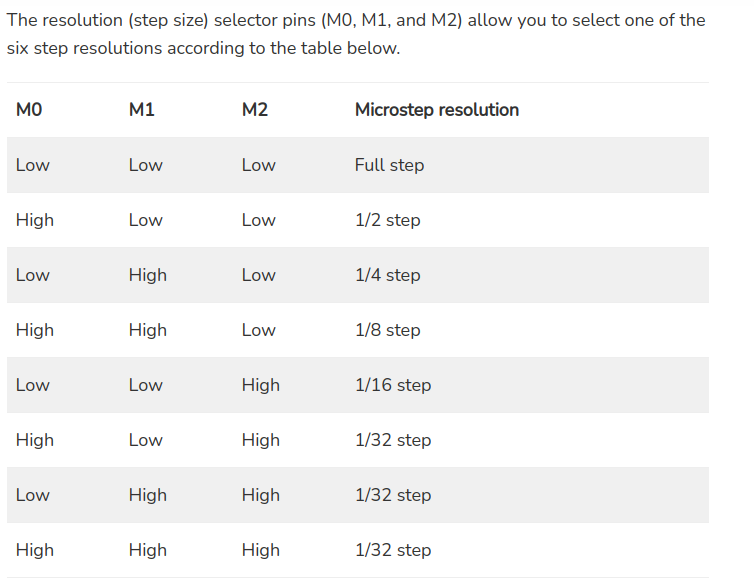 The resolution (step size) selector pins (M0, M1, and M2) allow you to select one of the
six step resolutions according to the table below.
M0 M1 M2 Microstep resolution
Low Low Low Full step
High Low Low 1/2 step
Low High Low 1/4 step
High High Low 1/8 step
Low Low High 1/16 step
High Low High 1/32 step
Low High High 1/32 step
High High High 1/32 step